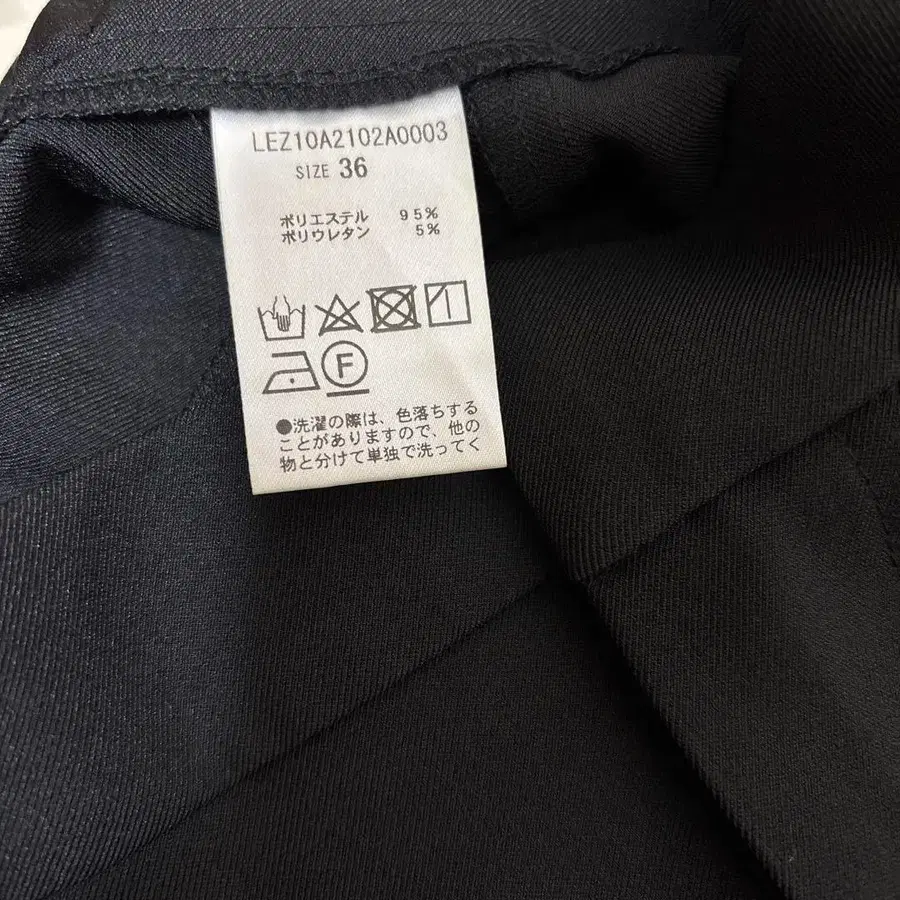 LEZ10A2102A0003
SIZE 36
ポリエステル 95%
ポリウレタン 5%
F
●洗濯の際は、色落ちする
ことがありますので、他の
物と分けて単独で洗ってく